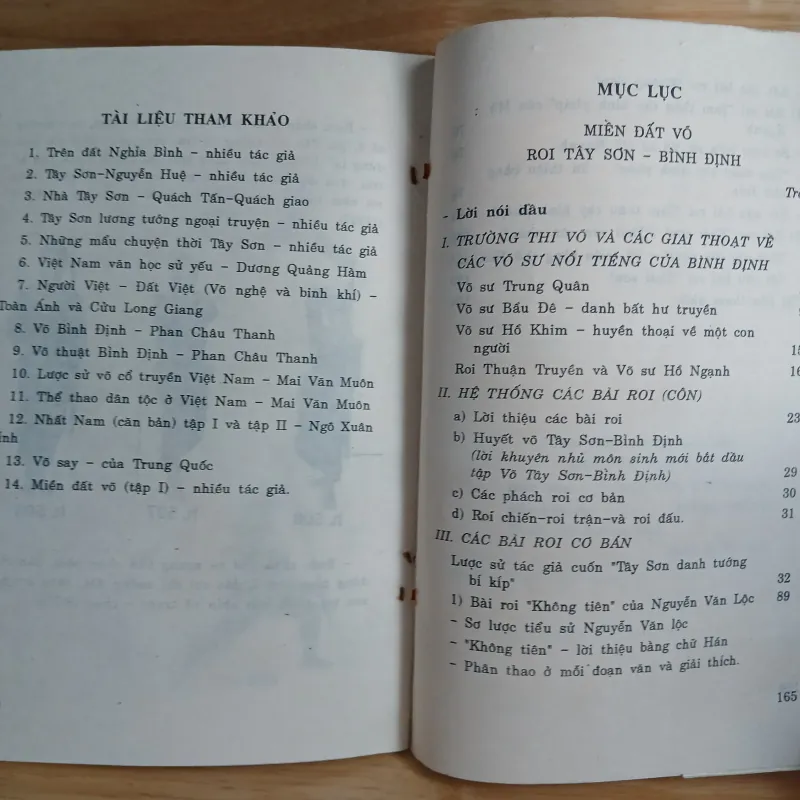 TÀI LIỆU THAM KHẢO
1. Trên đất Nghĩa Bình – nhiều tác giả
2. Tây Sơn-Nguyễn Huệ – nhiều tác giả
3. Nhà Tây Sơn – Quách Tấn-Quách giao
4. Tây Sơn lương tướng ngoại truyện – nhiều tác giả
5. Những mẩu chuyện thời Tây Sơn – nhiều tác giả
6. Việt Nam văn học sử yếu – Dương Quảng Hàm
7. Người Việt – Đất Việt (Võ nghệ và binh khí) –
Toàn Ánh và Cửu Long Giang
8. Võ Bình Định – Phan Châu Thanh
9. Võ thuật Bình Định – Phan Châu Thanh
10. Lược sử võ cổ truyền Việt Nam – Mai Văn Muôn
11. Thể thao dân tộc ở Việt Nam – Mai Văn Muôn
12. Nhất Nam (căn bản) tập I và tập II – Ngô Xuân
ính
13. Võ say – của Trung Quốc
14. Miền đất võ (tập I) – nhiều tác giả.
MỤC LỤC
MIỀN ĐẤT VÕ
ROI TÂY SƠN – BÌNH ĐỊNH
Tr
- Lời nói đầu
I. TRƯỜNG THI VÕ VÀ CÁC GIAI THOẠT VỀ
CÁC VÕ SƯ NỔI TIẾNG CỦA BÌNH ĐỊNH
Võ sư Trung Quân
Võ sư Bầu Đê – danh bất hư truyền
Võ sư Hồ Khim – huyền thoại về một con
người 15
Roi Thuận Truyền và Võ sư Hồ Ngạnh 16
II. HỆ THỐNG CÁC BÀI ROI (CÔN)
a) Lời thiệu các bài roi 23
b) Huyết võ Tây Sơn-Bình Định
(lời khuyên nhủ môn sinh mới bắt đầu
tập Võ Tây Sơn-Bình Định) 29
c) Các phách roi cơ bản 30
d) Roi chiến-roi trận-và roi đấu. 31
III. CÁC BÀI ROI CƠ BẢN
Lược sử tác giả cuốn "Tây Sơn danh tướng
bí kíp" 32
1) Bài roi "Không tiên" của Nguyễn Văn Lộc 89
- Sơ lược tiểu sử Nguyễn Văn lộc
- "Không tiên" – lời thiệu bằng chữ Hán
- Phân thao ở mỗi đoạn văn và giải thích.
165